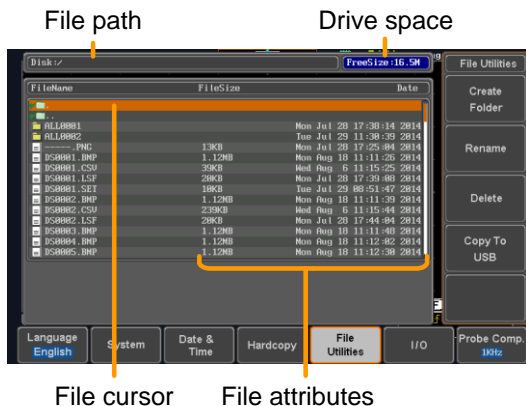 File path
Drive space
Disk:/
FreeSize:16.5M
File Utilities
FileName FileSize Date
.
..
ALL0001 Mon Jul 28 17:38:14 2014
ALL0002 Tue Jul 29 11:30:39 2014
-----.PNG 13KB Mon Jul 28 17:25:04 2014
DS0001.BMP 1.12MB Mon Aug 18 11:11:26 2014
DS0001.CSV 39KB Wed Aug 6 11:15:25 2014
DS0001.LSF 20KB Mon Jul 28 17:39:08 2014
DS0001.SET 10KB Tue Jul 29 08:51:47 2014
DS0002.BMP 1.12MB Mon Aug 18 11:11:39 2014
DS0002.CSV 239KB Wed Aug 6 11:15:44 2014
DS0002.LSF 20KB Mon Jul 28 17:44:04 2014
DS0003.BMP 1.12MB Mon Aug 18 11:11:48 2014
DS0004.BMP 1.12MB Mon Aug 18 11:12:02 2014
DS0005.BMP 1.12MB Mon Aug 18 11:12:30 2014
Create
Folder
Rename
Delete
Copy To
USB
Language
English
System
Date &
Time
Hardcopy
File
Utilities
I/O
Probe Comp.
1KHz
File cursor
File attributes